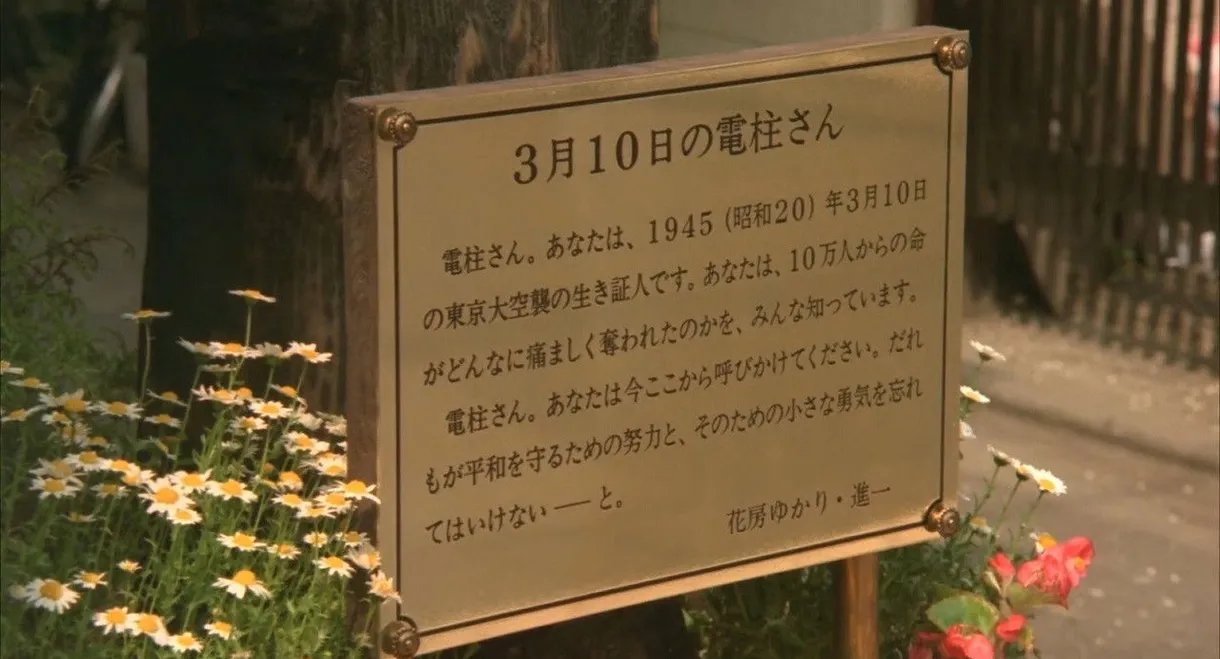 3月10日の電柱さん
電柱さん。あなたは、1945（昭和20）年3月10日
の東京大空襲の生き証人です。あなたは、10万人からの命
がどんなに痛ましく奪われたのかを、みんな知っています。
電柱さん。あなたは今ここから呼びかけてください。だれ
もが平和を守るための努力と、そのための小さな勇気を忘れ
てはいけない――と。
花房ゆかり・進一